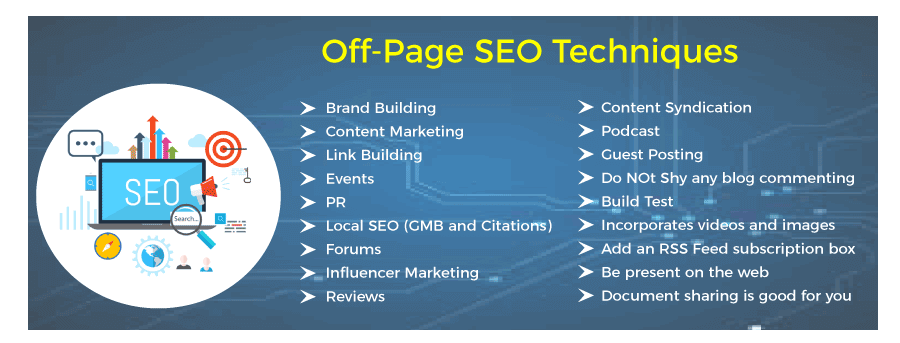 Off-Page SEO Techniques
Brand Building
Content Marketing
Link Building
Events
PR
Local SEO (GMB and Citations)
Forums
Influencer Marketing
Reviews
Content Syndication
Podcast
Guest Posting
Do NOt Shy any blog commenting
Build Test
Incorporates videos and images
Add an RSS Feed subscription box
Be present on the web
Document sharing is good for you
SEO
Search...